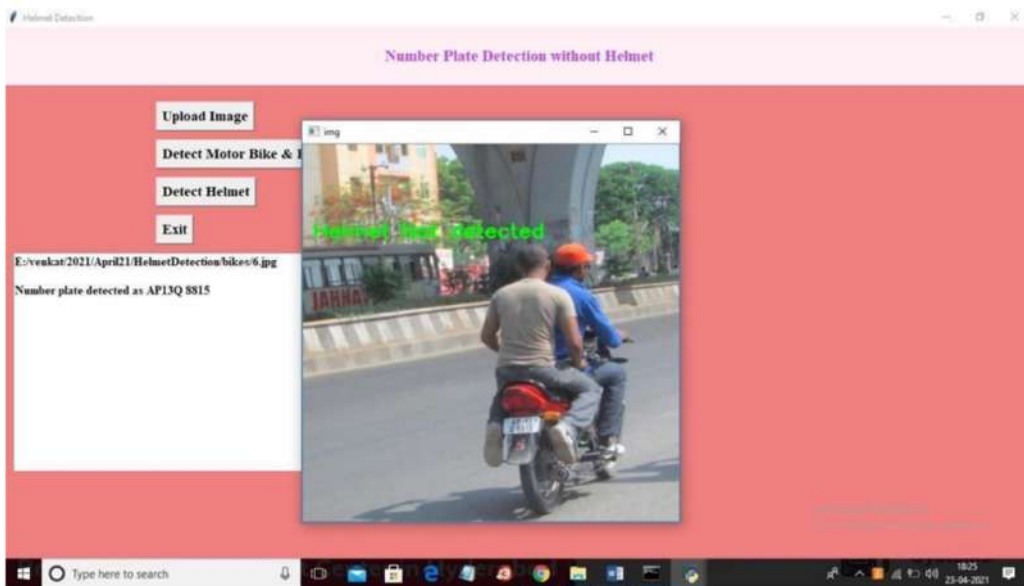 Helmet Detection
Number Plate Detection without Helmet
Upload Image
Detect Motor Bike &
Detect Helmet
Exit
E:/venkat/2021/April21/HelmetDetection/bikes/6.jpg
Number plate detected as AP13Q 8815
img
Helmet Not detected
JAHNAV
Type here to search
18:25
23-04-2021